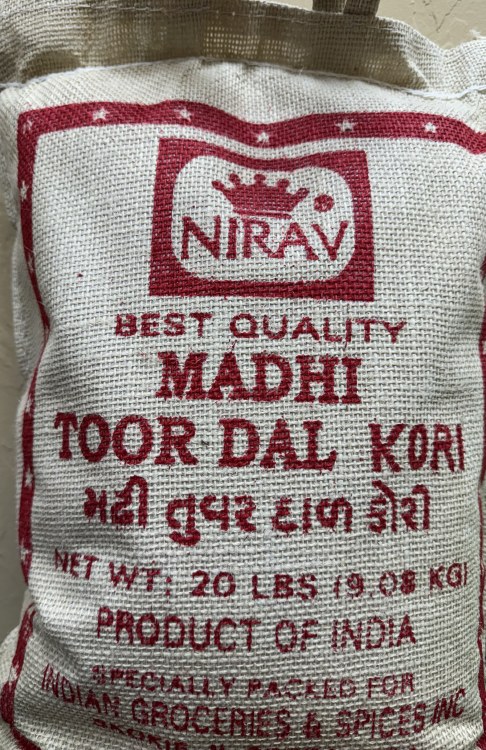 NIRAV
BEST QUALITY
MADHI
TOOR DAL KORI
મઢી તુવર દાળ કોરી
NET WT: 20 LBS (9.08 KG)
PRODUCT OF INDIA
SPECIALLY PACKED FOR
INDIAN GROCERIES & SPICES INC